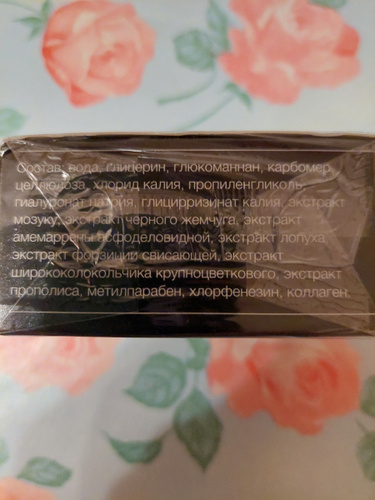 Состав: вода, глицерин, глюкоманнан, карбомер,
целлюлоза, хлорид калия, пропиленгликоль,
гиалуронат натрия, глицирризинат калия, экстракт
мозуку, экстракт черного жемчуга, экстракт
амемаррены асфоделовидной, экстракт лопуха,
экстракт форзиции свисающей, экстракт
ширококолокольчика крупноцветкового, экстракт
прополиса, метилпарабен, хлорфенезин, коллаген,